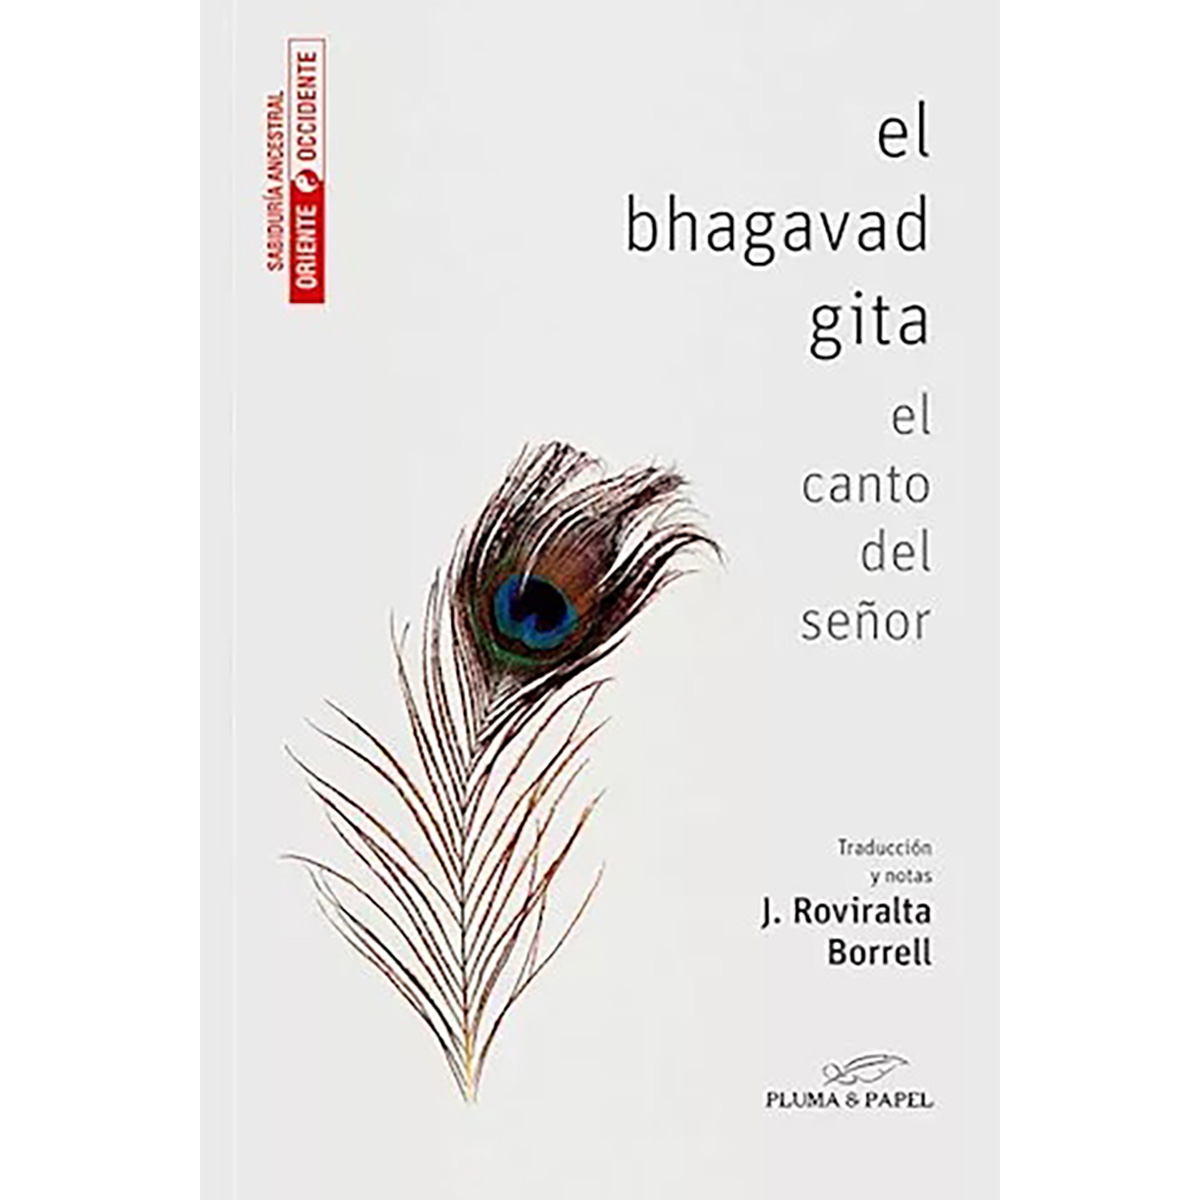 SABIDURÍA ANCESTRAL
ORIENTE OCCIDENTE
el
bhagavad
gita
el
canto
del
señor
Traducción
y notas
J. Roviralta
Borrell
PLUMA & PAPEL